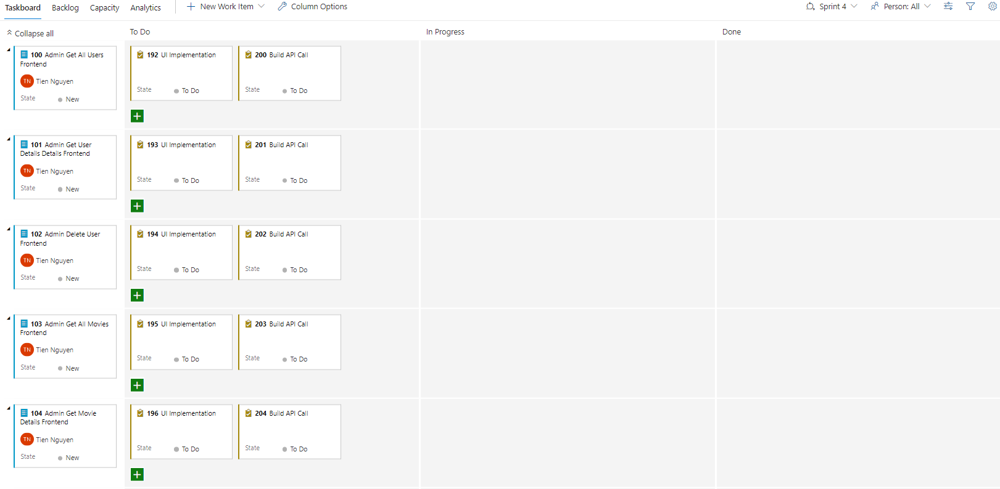 Taskboard Backlog Capacity Analytics New Work Item Column Options Sprint 4 Person: All
Collapse all To Do In Progress Done
100 Admin Get All Users
Frontend
TN Tien Nguyen
State New
192 UI Implementation
State To Do
200 Build API Call
State To Do
101 Admin Get User
Details Details Frontend
TN Tien Nguyen
State New
193 UI Implementation
State To Do
201 Build API Call
State To Do
102 Admin Delete User
Frontend
TN Tien Nguyen
State New
194 UI Implementation
State To Do
202 Build API Call
State To Do
103 Admin Get All Movies
Frontend
TN Tien Nguyen
State New
195 UI Implementation
State To Do
203 Build API Call
State To Do
104 Admin Get Movie
Details Frontend
TN Tien Nguyen
State New
196 UI Implementation
State To Do
204 Build API Call
State To Do